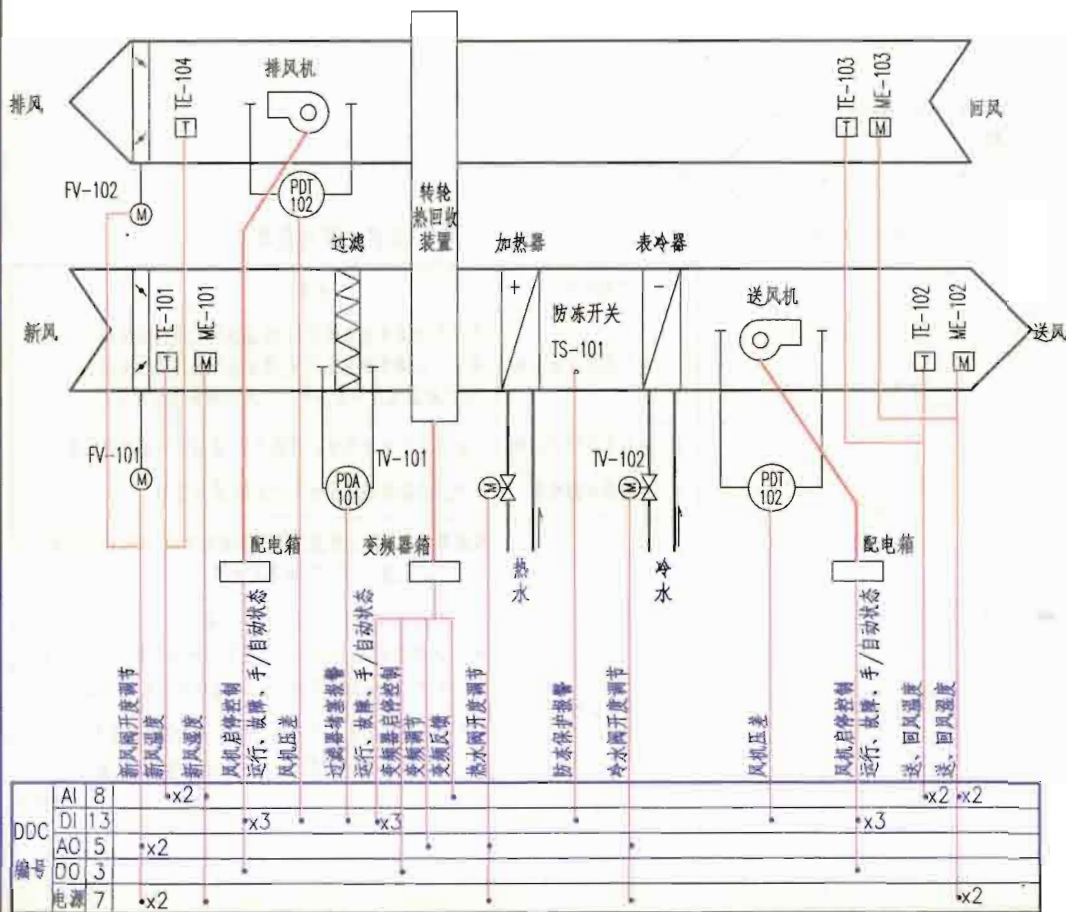 排风
TE-104
T
排风机
TE-103
ME-103
T
M
回风
FV-102
M
PDT
102
转轮
热回收
装置
过滤
加热器
表冷器
新风
TE-101
ME-101
T
M
+
防冻开关
TS-101
-
送风机
TE-102
ME-102
T
M
送风
FV-101
M
PDA
101
TV-101
M
TV-102
M
PDT
102
配电箱
变频器箱
热水
冷水
配电箱
新风阀开度调节
新风温度
新风湿度
风机启停控制
运行、故障、手/自动状态
风机压差
过滤器堵塞报警
运行、故障、手/自动状态
变频器启停控制
变频调节
变频反馈
热水阀开度调节
防冻保护报警
冷水阀开度调节
风机压差
风机启停控制
运行、故障、手/自动状态
送、回风温度
送、回风湿度
DDC
编号
AI 8 x2 x2 x2
DI 13 x3 x3 x3
AO 5 x2
DO 3
电源 7 x2 x2